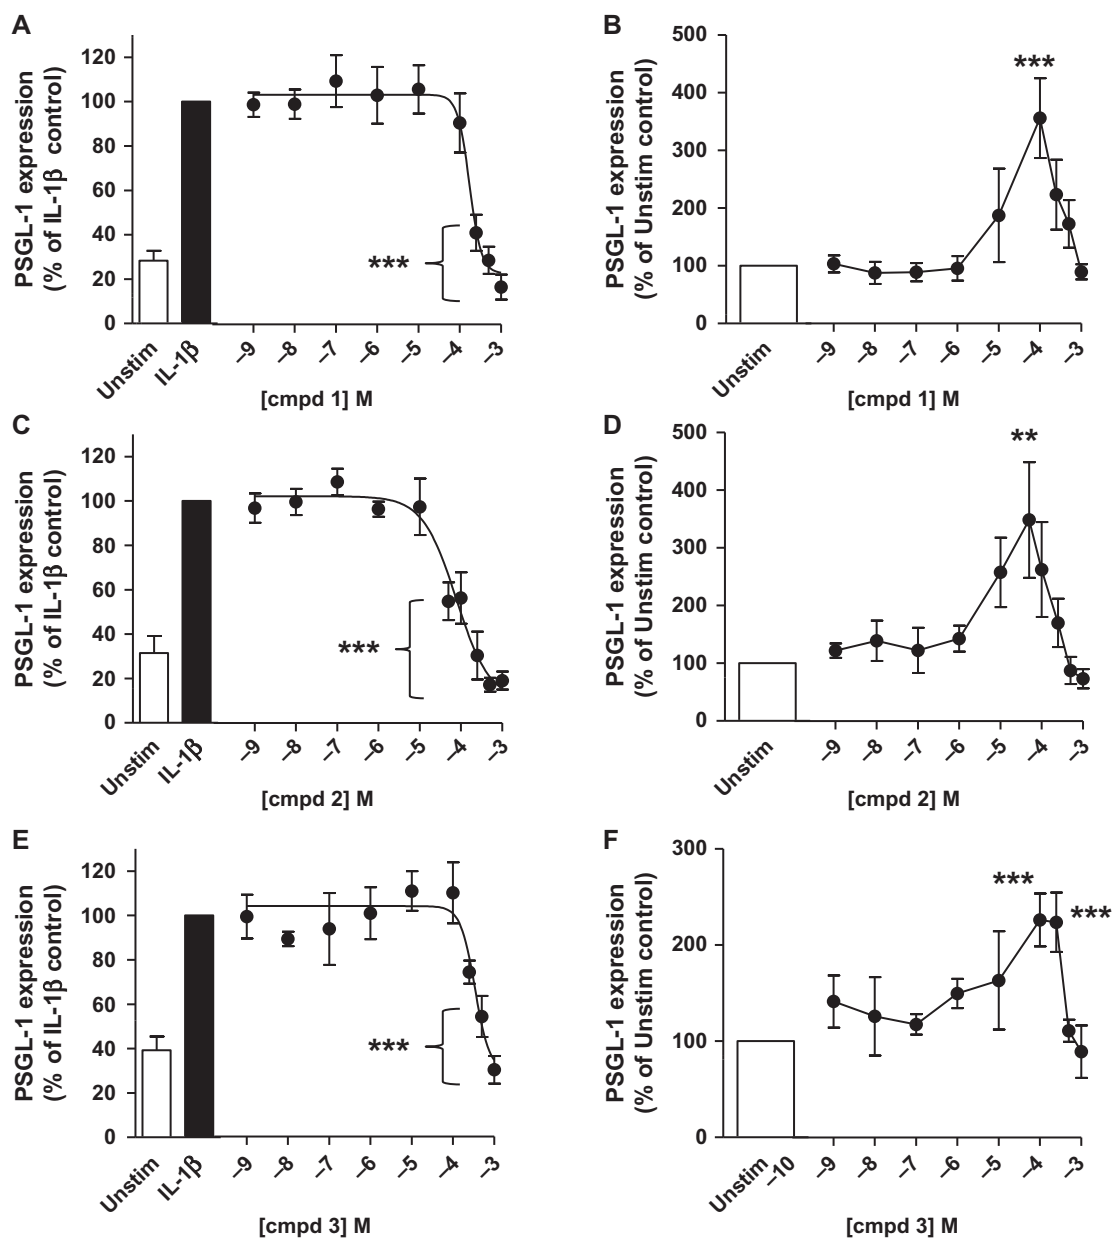 A
PSGL-1 expression
(% of IL-1β control)
120
100
80
60
40
20
0
***
Unstim
IL-1β
–9
–8
–7
–6
–5
–4
–3
[cmpd 1] M
B
PSGL-1 expression
(% of Unstim control)
500
400
300
200
100
0
***
Unstim
–9
–8
–7
–6
–5
–4
–3
[cmpd 1] M
C
PSGL-1 expression
(% of IL-1β control)
120
100
80
60
40
20
0
***
Unstim
IL-1β
–9
–8
–7
–6
–5
–4
–3
[cmpd 2] M
D
PSGL-1 expression
(% of Unstim control)
500
400
300
200
100
0
**
Unstim
–9
–8
–7
–6
–5
–4
–3
[cmpd 2] M
E
PSGL-1 expression
(% of IL-1β control)
120
100
80
60
40
20
0
***
Unstim
IL-1β
–9
–8
–7
–6
–5
–4
–3
[cmpd 3] M
F
PSGL-1 expression
(% of Unstim control)
300
200
100
0
***
***
Unstim
–10
–9
–8
–7
–6
–5
–4
–3
[cmpd 3] M